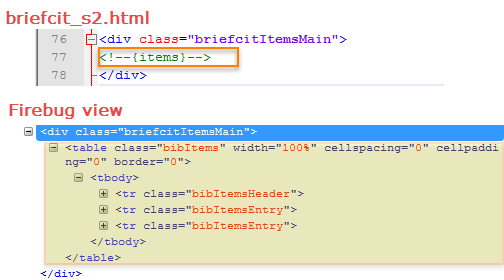 briefcit_s2.html
76 <div class="briefcitItemsMain">
77 <!--{items}-->
78 </div>
Firebug view
<div class="briefcitItemsMain">
<table class="bibItems" width="100%" cellspacing="0" cellpaddi
ng="0" border="0">
<tbody>
<tr class="bibItemsHeader">
<tr class="bibItemsEntry">
<tr class="bibItemsEntry">
</tbody>
</table>
</div>